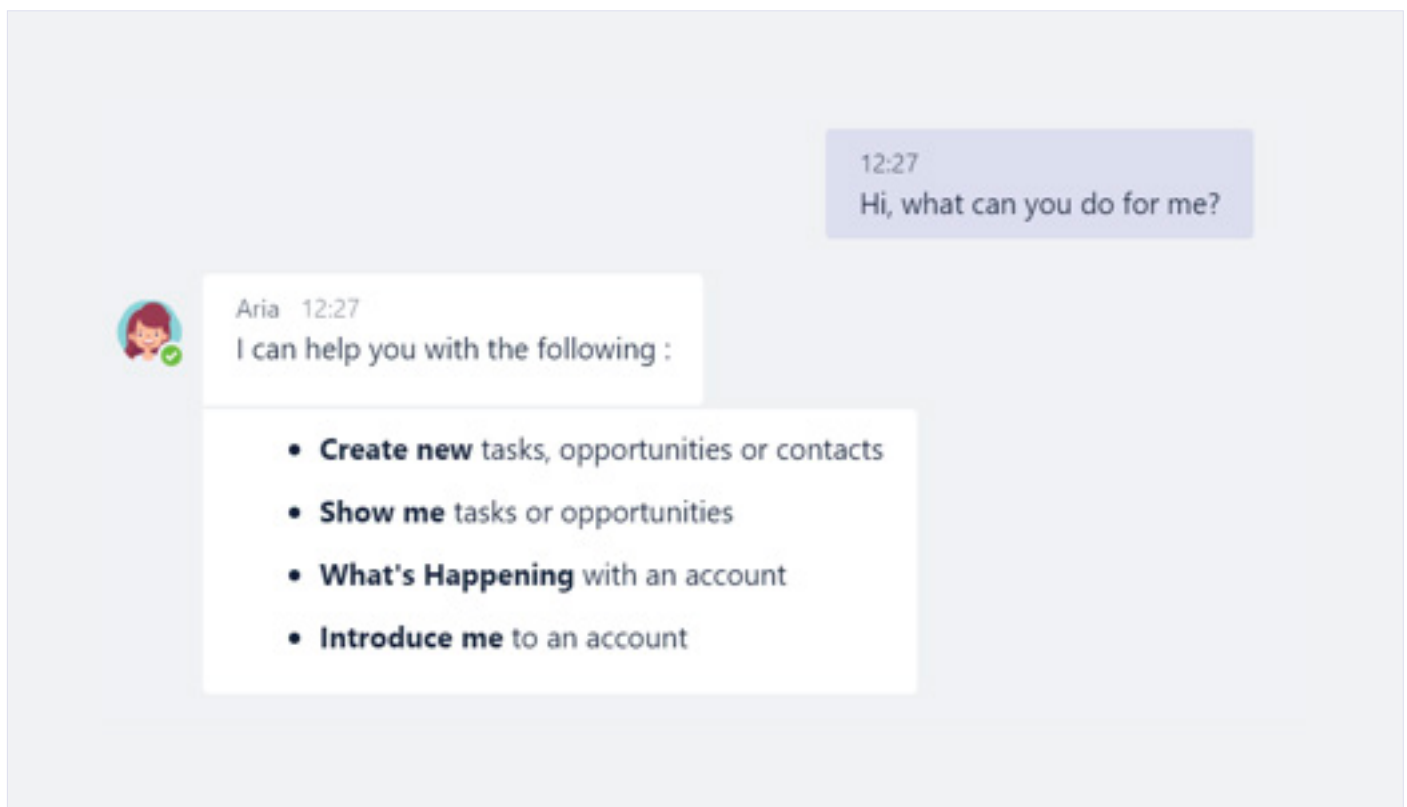 12:27
Hi, what can you do for me?
Aria 12:27
I can help you with the following :
• Create new tasks, opportunities or contacts
• Show me tasks or opportunities
• What's Happening with an account
• Introduce me to an account